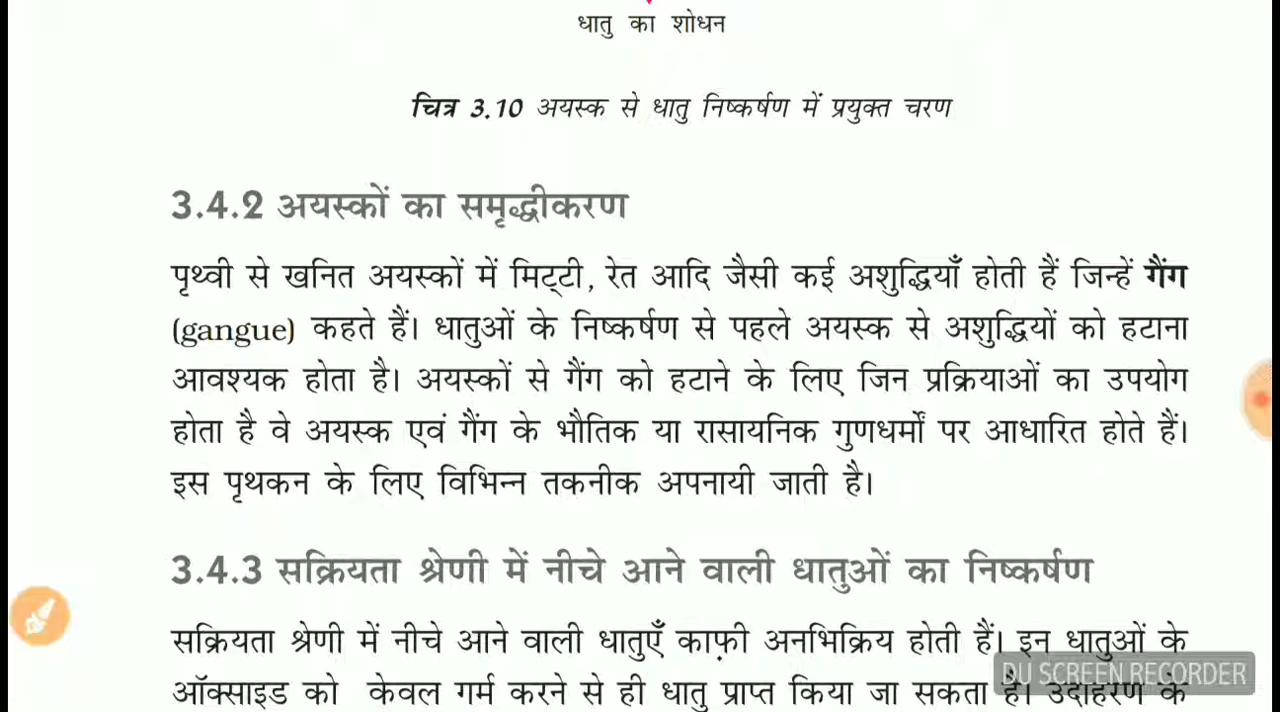 धातु का शोधन
चित्र 3.10 अयस्क से धातु निष्कर्षण में प्रयुक्त चरण
3.4.2 अयस्कों का समृद्धीकरण
पृथ्वी से खनित अयस्कों में मिट्टी, रेत आदि जैसी कई अशुद्धियाँ होती हैं जिन्हें गैंग
(gangue) कहते हैं। धातुओं के निष्कर्षण से पहले अयस्क से अशुद्धियों को हटाना
आवश्यक होता है। अयस्कों से गैंग को हटाने के लिए जिन प्रक्रियाओं का उपयोग
होता है वे अयस्क एवं गैंग के भौतिक या रासायनिक गुणधर्मों पर आधारित होते हैं।
इस पृथकन के लिए विभिन्न तकनीक अपनायी जाती है।
3.4.3 सक्रियता श्रेणी में नीचे आने वाली धातुओं का निष्कर्षण
सक्रियता श्रेणी में नीचे आने वाली धातुएँ काफ़ी अनभिक्रिय होती हैं। इन धातुओं के
ऑक्साइड को केवल गर्म करने से ही धातु प्राप्त किया जा सकता है। उदाहरण के
DU SCREEN RECORDER